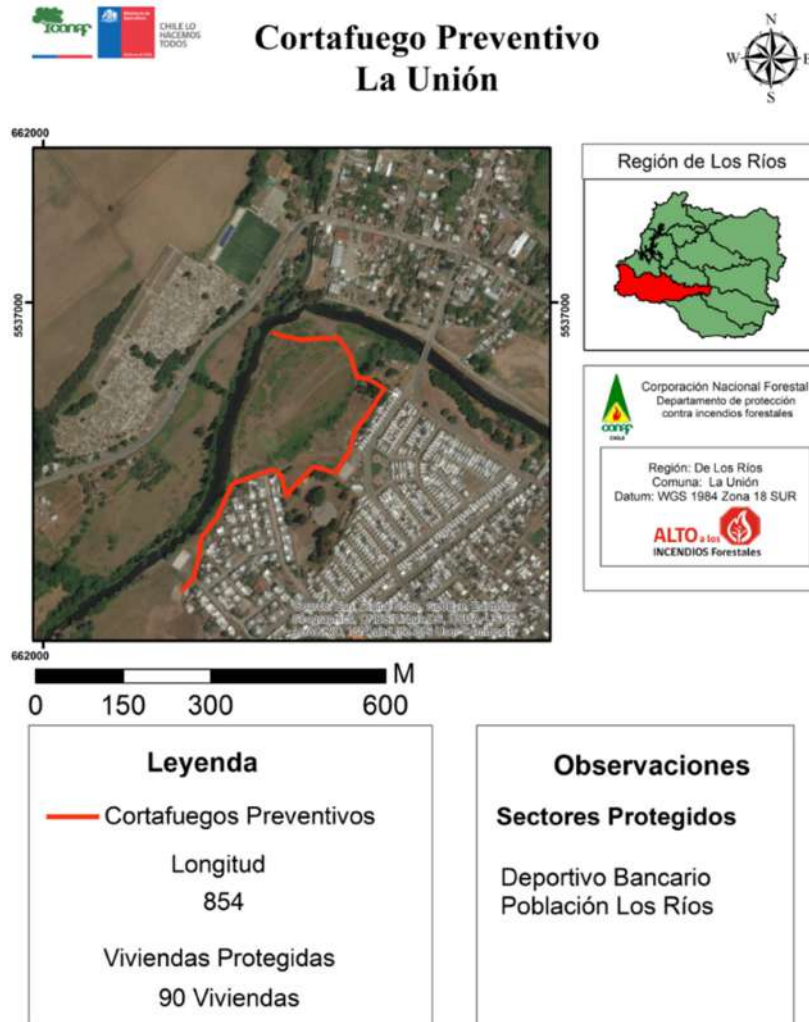 CONAF
CHILE LO
HACEMOS
TODOS
Cortafuego Preventivo
La Unión
N
W
E
S
662000
5537000
5537000
662000
Región de Los Ríos
CONAF
CHILE
Corporación Nacional Forestal
Departamento de protección
contra incendios forestales
Región: De Los Ríos
Comuna: La Unión
Datum: WGS 1984 Zona 18 SUR
ALTO a los
INCENDIOS Forestales
M
0 150 300 600
Leyenda
Cortafuegos Preventivos
Longitud
854
Viviendas Protegidas
90 Viviendas
Observaciones
Sectores Protegidos
Deportivo Bancario
Población Los Ríos